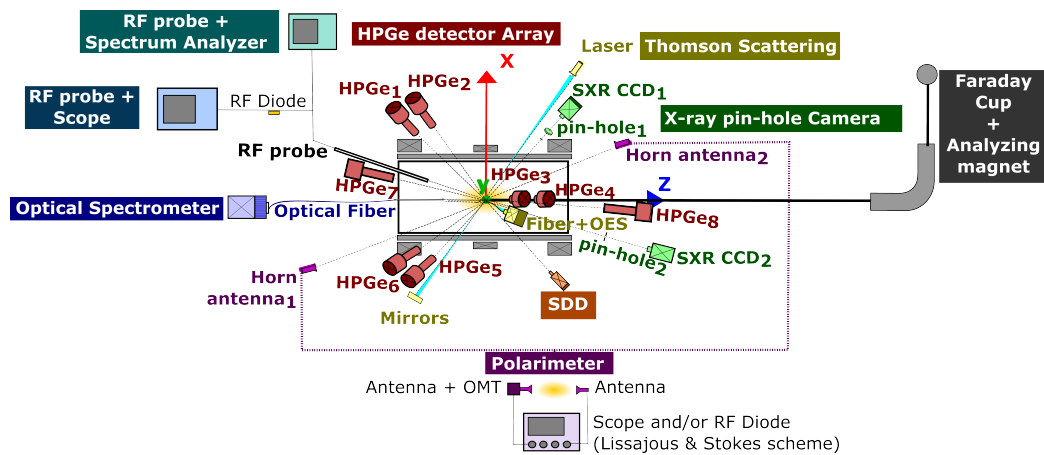 RF probe +
Spectrum Analyzer
HPGe detector Array
Laser
Thomson Scattering
X
SXR CCD1
HPGe1
HPGe2
RF probe +
Scope
RF Diode
pin-hole1
X-ray pin-hole Camera
Faraday
Cup
+
Analyzing
magnet
RF probe
Horn antenna2
HPGe3
HPGe7
y
HPGe4
Z
Optical Spectrometer
Optical Fiber
Fiber+OES
HPGe8
pin-hole2
SXR CCD2
HPGe5
HPGe6
Horn
antenna1
SDD
Mirrors
Polarimeter
Antenna + OMT
Antenna
Scope and/or RF Diode
(Lissajous & Stokes scheme)